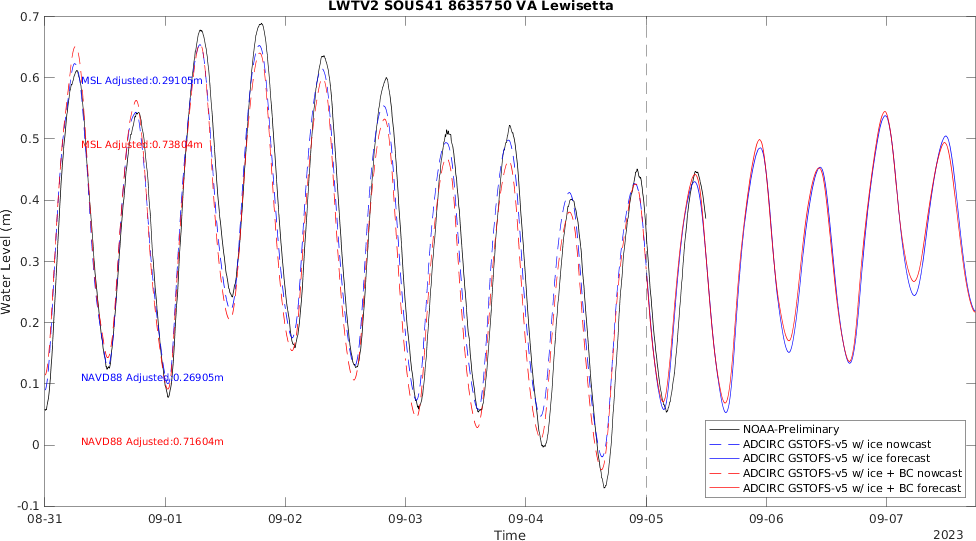 LWTV2 SOUS41 8635750 VA Lewisetta
0.7
0.6
0.5
0.4
0.3
0.2
0.1
0
-0.1
Water Level (m)
MSL Adjusted:0.29105m
MSL Adjusted:0.73804m
NAVD88 Adjusted:0.26905m
NAVD88 Adjusted:0.71604m
NOAA-Preliminary
ADCIRC GSTOFS-v5 w/ ice nowcast
ADCIRC GSTOFS-v5 w/ ice forecast
ADCIRC GSTOFS-v5 w/ ice + BC nowcast
ADCIRC GSTOFS-v5 w/ ice + BC forecast
08-31 09-01 09-02 09-03 09-04 09-05 09-06 09-07
Time
2023